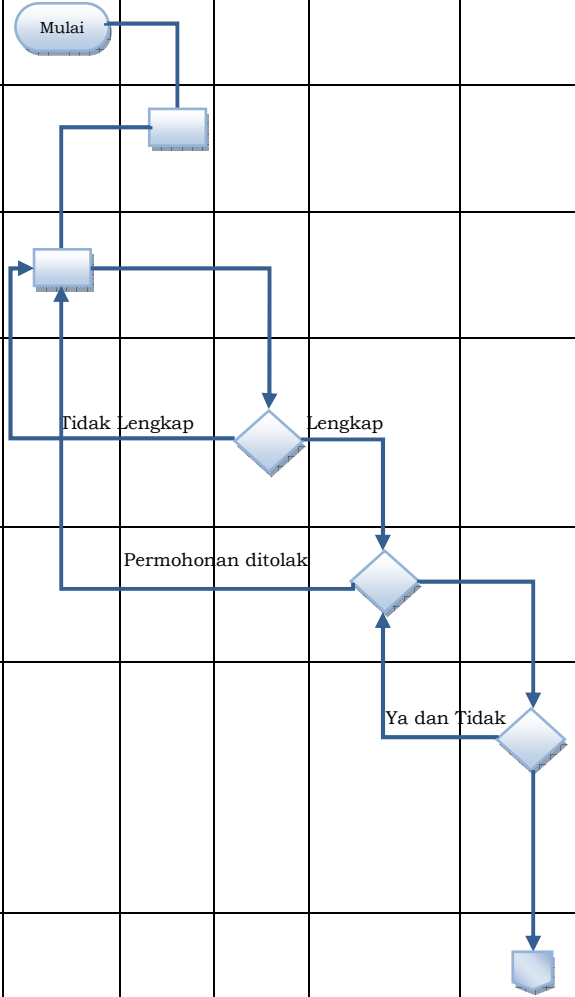 Mulai
Tidak Lengkap
Lengkap
Permohonan ditolak
Ya dan Tidak